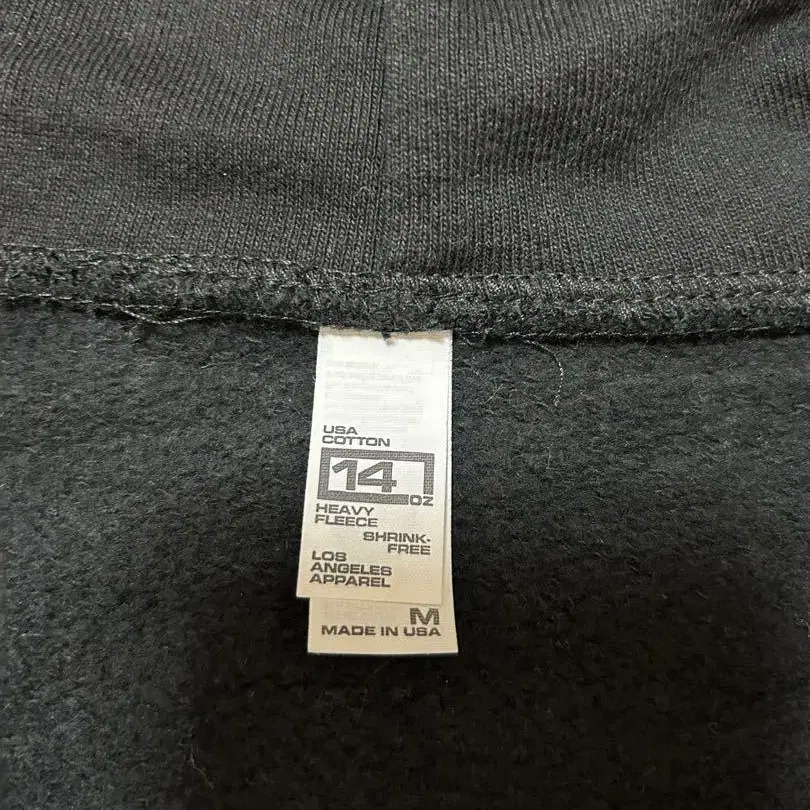 USA
COTTON
14
OZ
HEAVY
FLEECE
SHRINK-
FREE
LOS
ANGELES
APPAREL
M
MADE IN USA